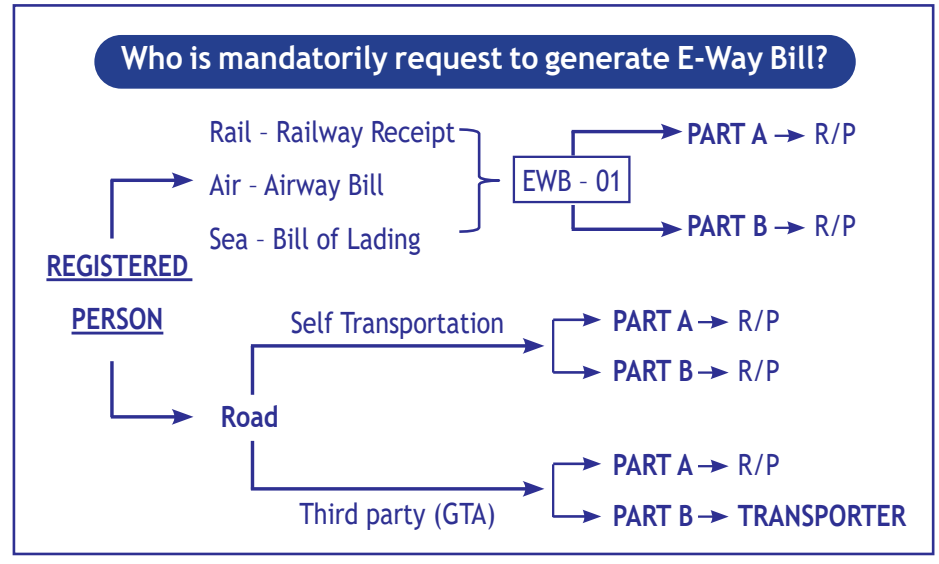 Who is mandatorily request to generate E-Way Bill?
Rail – Railway Receipt
Air – Airway Bill
Sea – Bill of Lading
EWB – 01
PART A R/P
PART B R/P
REGISTERED
PERSON
Self Transportation
PART A R/P
PART B R/P
Road
Third party (GTA)
PART A R/P
PART B TRANSPORTER